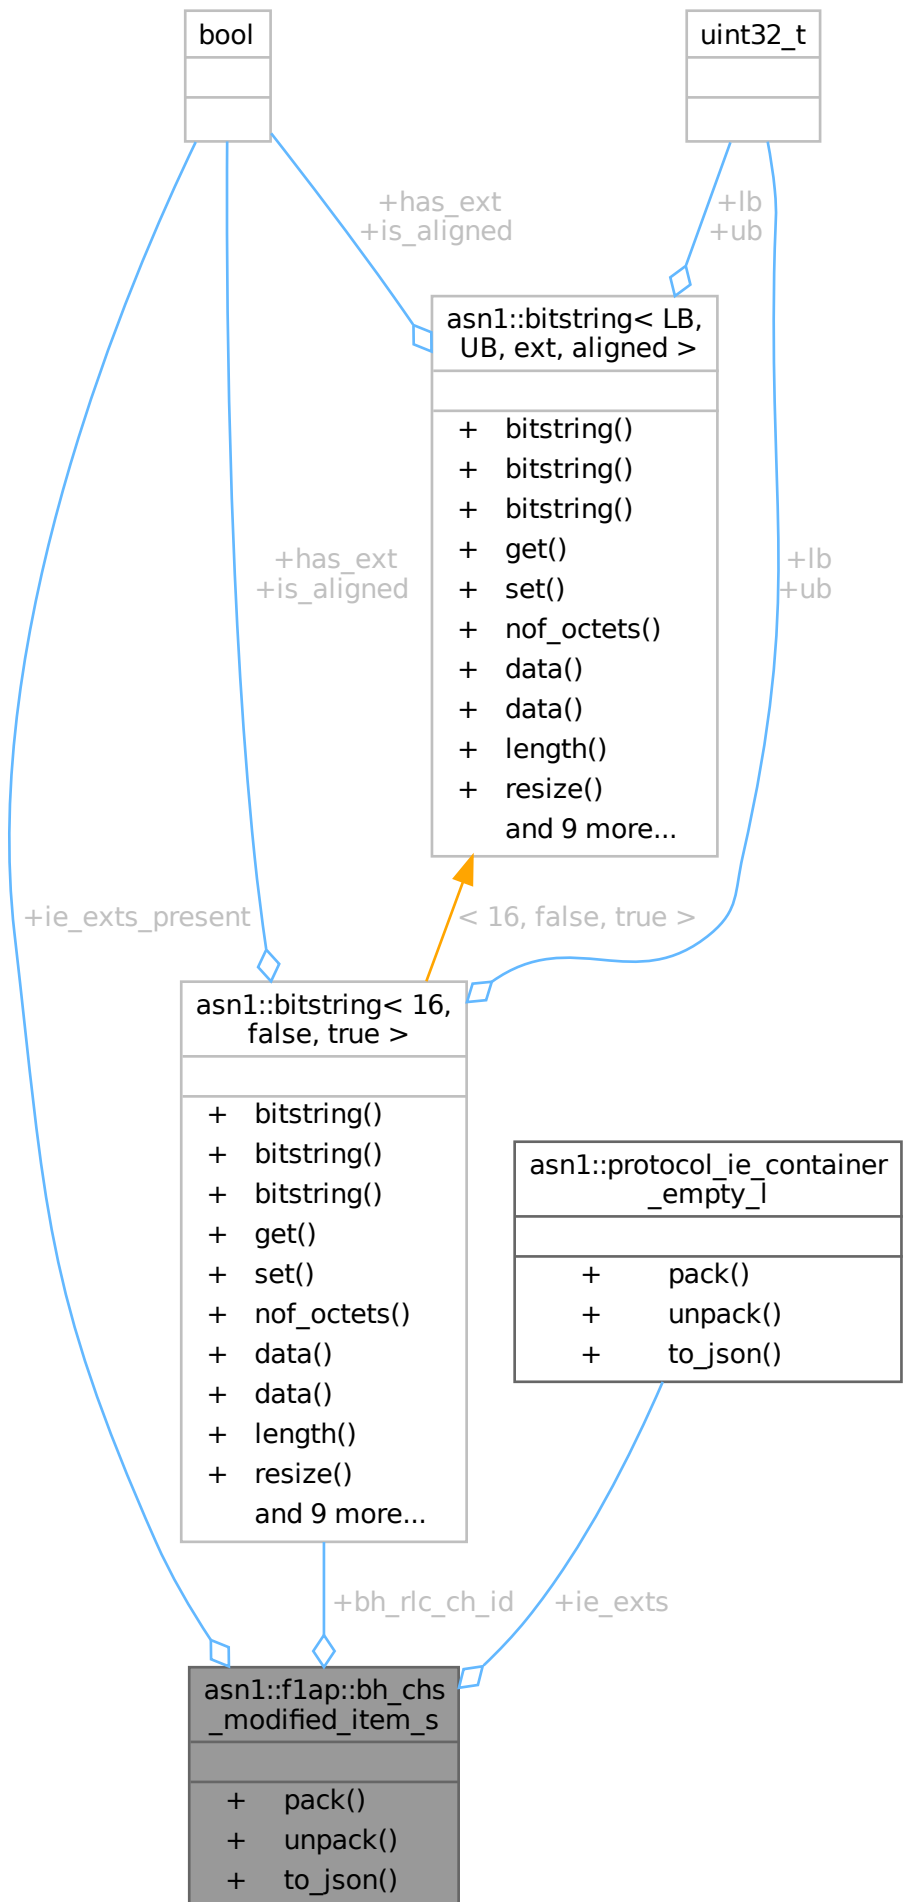 bool
uint32_t
+has_ext
+is_aligned
+lb
+ub
asn1::bitstring< LB,
UB, ext, aligned >
+ bitstring()
+ bitstring()
+ bitstring()
+ get()
+ set()
+ nof_octets()
+ data()
+ data()
+ length()
+ resize()
and 9 more...
+has_ext
+is_aligned
+lb
+ub
+ie_exts_present
< 16, false, true >
asn1::bitstring< 16,
false, true >
+ bitstring()
+ bitstring()
+ bitstring()
+ get()
+ set()
+ nof_octets()
+ data()
+ data()
+ length()
+ resize()
and 9 more...
asn1::protocol_ie_container
_empty_l
+ pack()
+ unpack()
+ to_json()
+bh_rlc_ch_id
+ie_exts
asn1::f1ap::bh_chs
_modified_item_s
+ pack()
+ unpack()
+ to_json()